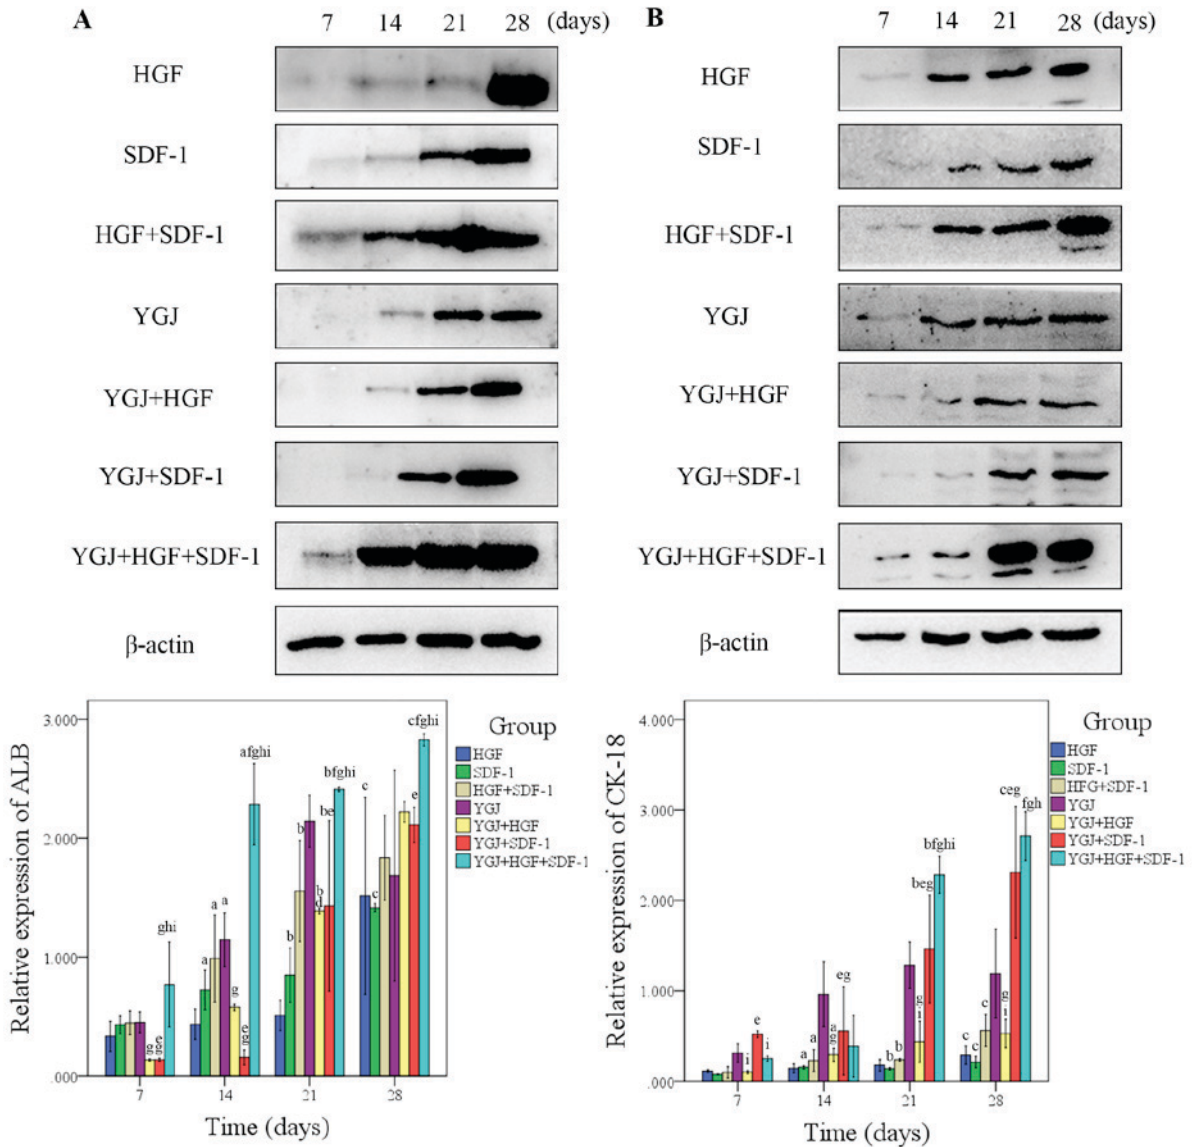 A 7 14 21 28 (days)
HGF
SDF-1
HGF+SDF-1
YGJ
YGJ+HGF
YGJ+SDF-1
YGJ+HGF+SDF-1
β-actin
B 7 14 21 28 (days)
HGF
SDF-1
HGF+SDF-1
YGJ
YGJ+HGF
YGJ+SDF-1
YGJ+HGF+SDF-1
β-actin
Relative expression of ALB
3.000
2.000
1.000
.000
ghi
g
g
e
a
a
a
g
e
g
afghi
b
b
b
d
be
bfghi
c
c
e
cfghi
7 14 21 28
Time (days)
Group
HGF
SDF-1
HGF+SDF-1
YGJ
YGJ+HGF
YGJ+SDF-1
YGJ+HGF+SDF-1
Relative expression of CK-18
4.000
3.000
2.000
1.000
.000
i
e
i
a
a
a
g
eg
b
b
g
i
beg
bfghi
c
c
c
g
i
ceg
fgh
7 14 21 28
Time (days)
Group
HGF
SDF-1
HFG+SDF-1
YGJ
YGJ+HGF
YGJ+SDF-1
YGJ+HGF+SDF-1